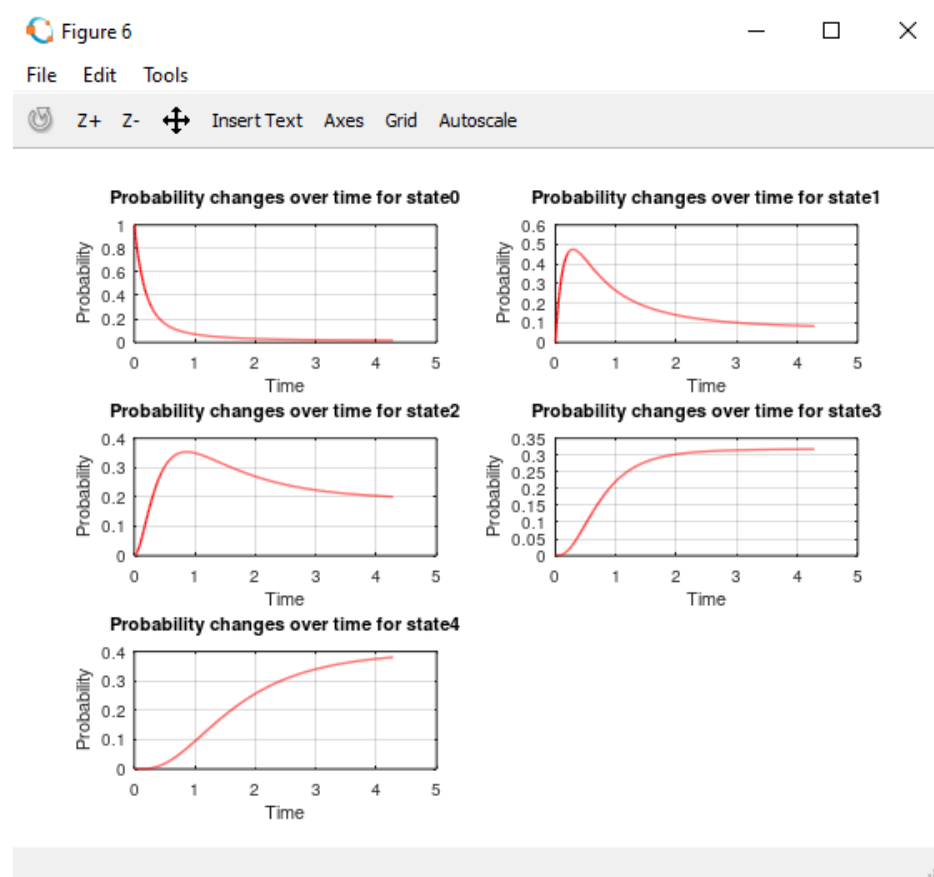 Figure 6
File Edit Tools
Z+ Z- Insert Text Axes Grid Autoscale
Probability changes over time for state0
Probability
1
0.8
0.6
0.4
0.2
0
0 1 2 3 4 5
Time
Probability changes over time for state1
Probability
0.6
0.5
0.4
0.3
0.2
0.1
0
0 1 2 3 4 5
Time
Probability changes over time for state2
Probability
0.4
0.3
0.2
0.1
0
0 1 2 3 4 5
Time
Probability changes over time for state3
Probability
0.35
0.3
0.25
0.2
0.15
0.1
0.05
0
0 1 2 3 4 5
Time
Probability changes over time for state4
Probability
0.4
0.3
0.2
0.1
0
0 1 2 3 4 5
Time